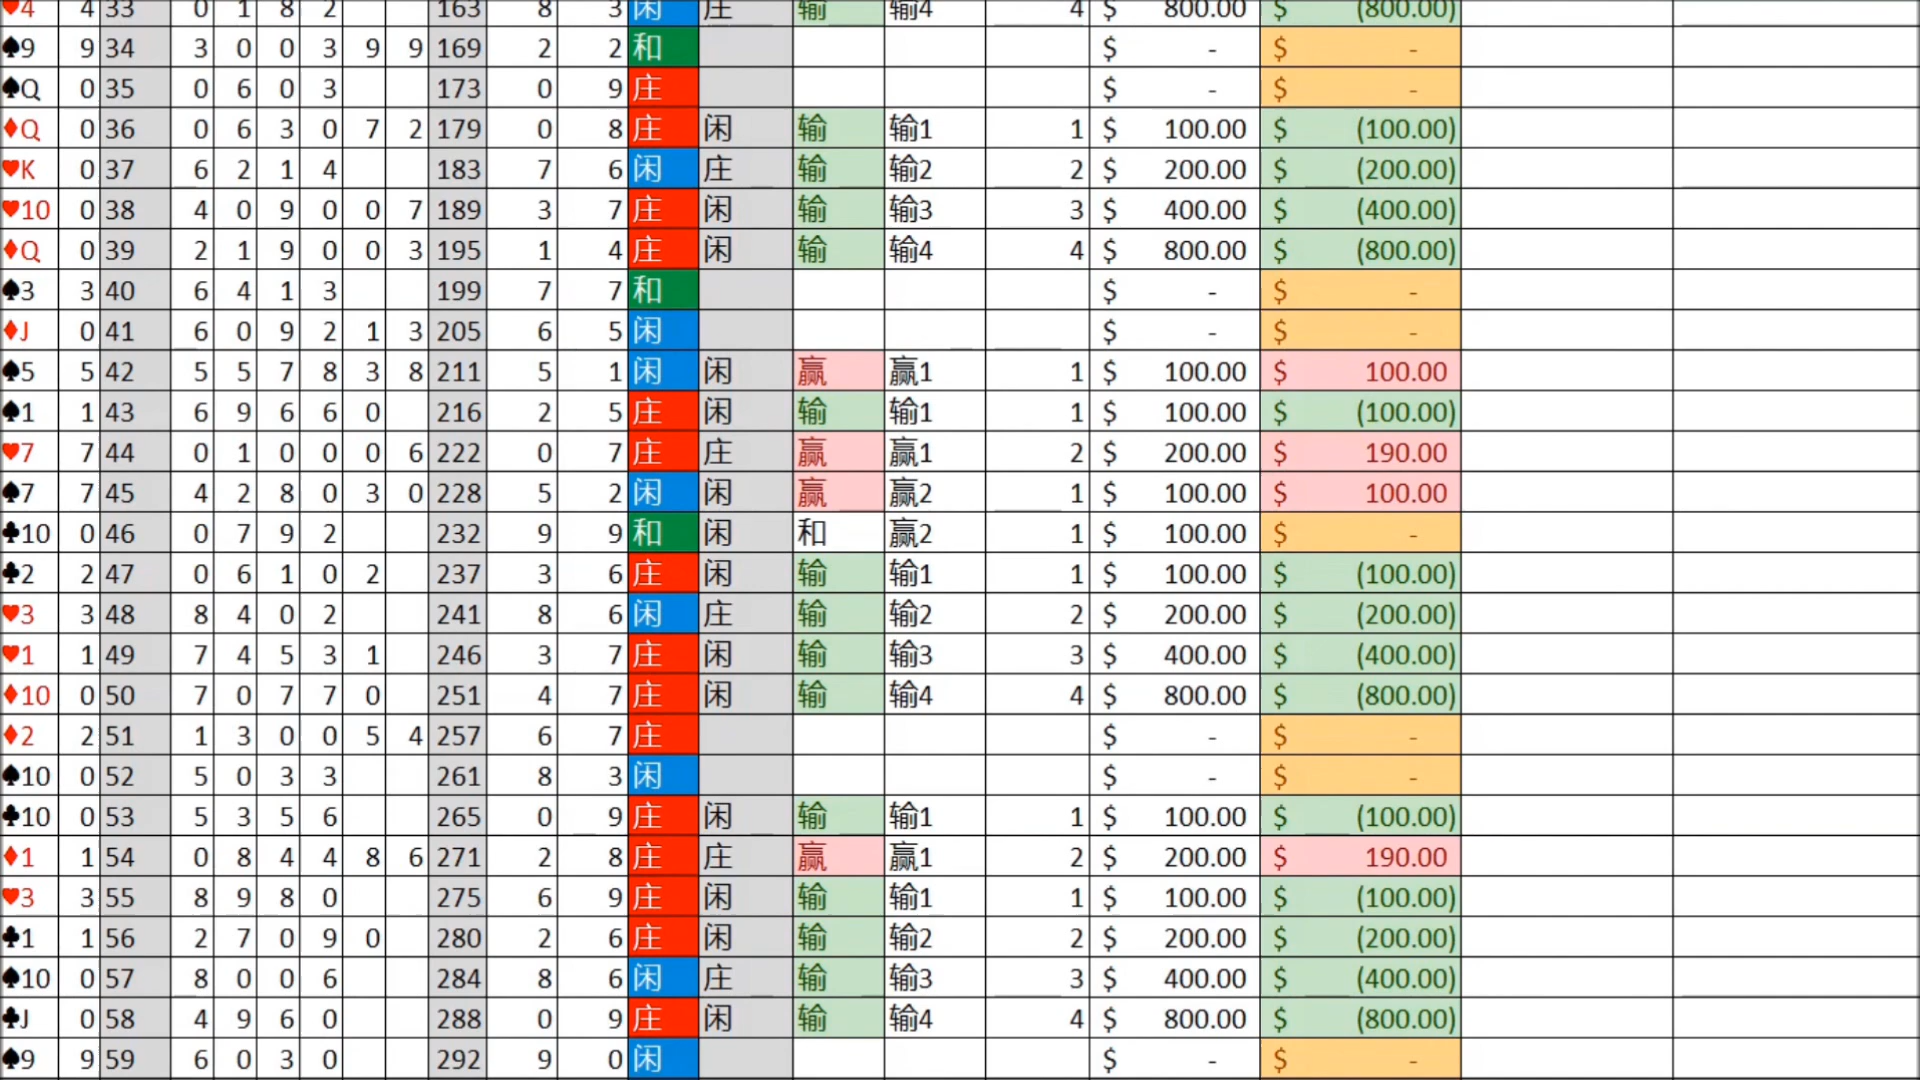 ♥4 4 33 0 1 8 2 163 8 3 闲 庄 输 输4 4 $ 800.00 $ (800.00)
♠9 9 34 3 0 0 3 9 9 169 2 2 和 $ - $ -
♠Q 0 35 0 6 0 3 173 0 9 庄 $ - $ -
♦Q 0 36 0 6 3 0 7 2 179 0 8 庄 闲 输 输1 1 $ 100.00 $ (100.00)
♥K 0 37 6 2 1 4 183 7 6 闲 庄 输 输2 2 $ 200.00 $ (200.00)
♥10 0 38 4 0 9 0 0 7 189 3 7 庄 闲 输 输3 3 $ 400.00 $ (400.00)
♦Q 0 39 2 1 9 0 0 3 195 1 4 庄 闲 输 输4 4 $ 800.00 $ (800.00)
♠3 3 40 6 4 1 3 199 7 7 和 $ - $ -
♦J 0 41 6 0 9 2 1 3 205 6 5 闲 $ - $ -
♠5 5 42 5 5 7 8 3 8 211 5 1 闲 闲 赢 赢1 1 $ 100.00 $ 100.00
♠1 1 43 6 9 6 6 0 216 2 5 庄 闲 输 输1 1 $ 100.00 $ (100.00)
♥7 7 44 0 1 0 0 0 6 222 0 7 庄 庄 赢 赢1 2 $ 200.00 $ 190.00
♠7 7 45 4 2 8 0 3 0 228 5 2 闲 闲 赢 赢2 1 $ 100.00 $ 100.00
♣10 0 46 0 7 9 2 232 9 9 和 闲 和 赢2 1 $ 100.00 $ -
♣2 2 47 0 6 1 0 2 237 3 6 庄 闲 输 输1 1 $ 100.00 $ (100.00)
♥3 3 48 8 4 0 2 241 8 6 闲 庄 输 输2 2 $ 200.00 $ (200.00)
♥1 1 49 7 4 5 3 1 246 3 7 庄 闲 输 输3 3 $ 400.00 $ (400.00)
♦10 0 50 7 0 7 7 0 251 4 7 庄 闲 输 输4 4 $ 800.00 $ (800.00)
♦2 2 51 1 3 0 0 5 4 257 6 7 庄 $ - $ -
♠10 0 52 5 0 3 3 261 8 3 闲 $ - $ -
♣10 0 53 5 3 5 6 265 0 9 庄 闲 输 输1 1 $ 100.00 $ (100.00)
♦1 1 54 0 8 4 4 8 6 271 2 8 庄 庄 赢 赢1 2 $ 200.00 $ 190.00
♥3 3 55 8 9 8 0 275 6 9 庄 闲 输 输1 1 $ 100.00 $ (100.00)
♣1 1 56 2 7 0 9 0 280 2 6 庄 闲 输 输2 2 $ 200.00 $ (200.00)
♠10 0 57 8 0 0 6 284 8 6 闲 庄 输 输3 3 $ 400.00 $ (400.00)
♣J 0 58 4 9 6 0 288 0 9 庄 闲 输 输4 4 $ 800.00 $ (800.00)
♠9 9 59 6 0 3 0 292 9 0 闲 $ - $ -